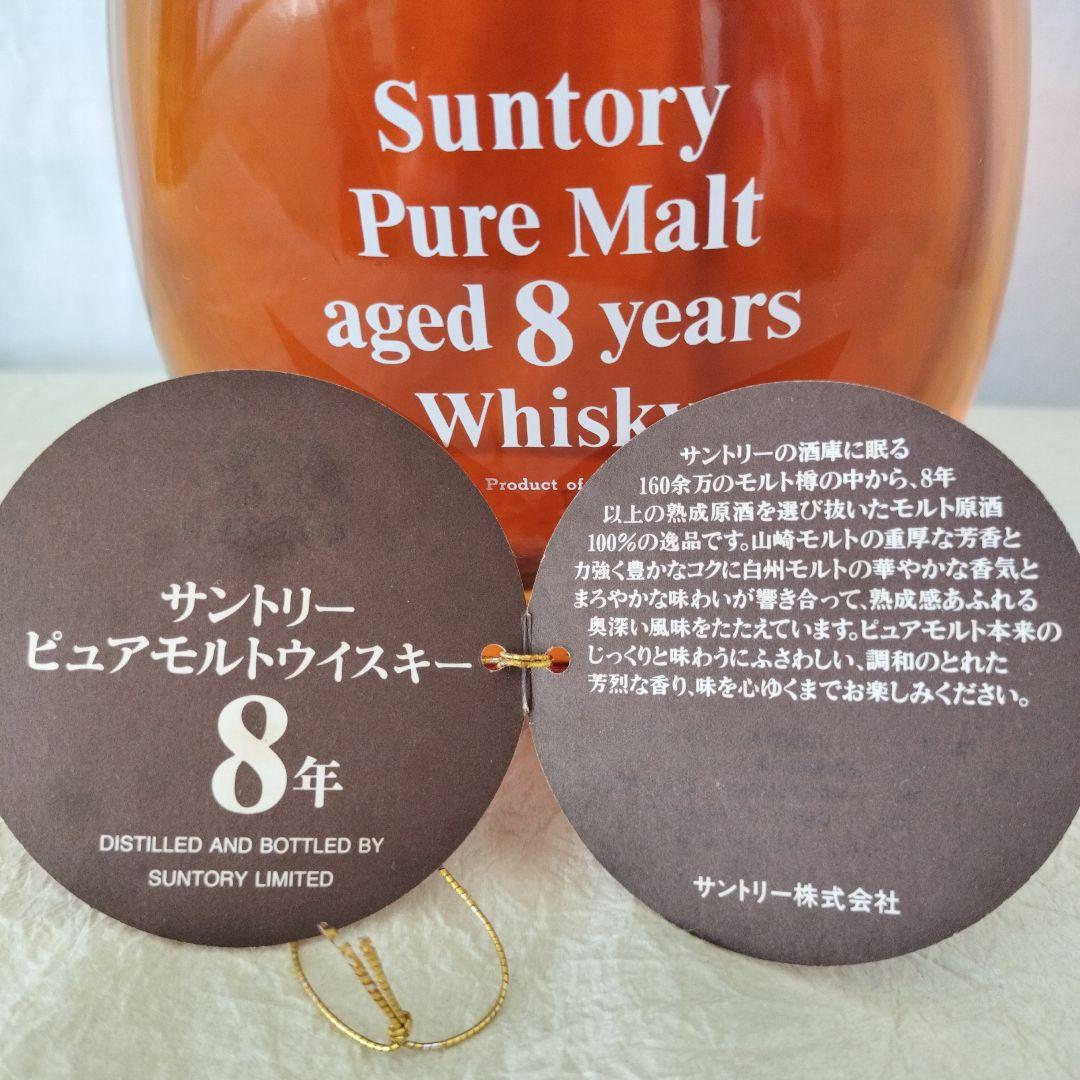 Suntory
Pure Malt
aged 8 years
Whisky
Product of
サントリー
ピュアモルトウイスキー
8年
DISTILLED AND BOTTLED BY
SUNTORY LIMITED
サントリーの酒庫に眠る
160余万のモルト樽の中から、8年
以上の熟成原酒を選び抜いたモルト原酒
100%の逸品です。山崎モルトの重厚な芳香と
力強く豊かなコクに白州モルトの華やかな香気と
まろやかな味わいが響き合って、熟成感あふれる
奥深い風味をたたえています。ピュアモルト本来の
じっくりと味わうにふさわしい、調和のとれた
芳烈な香り、味を心ゆくまでお楽しみください。
サントリー株式会社